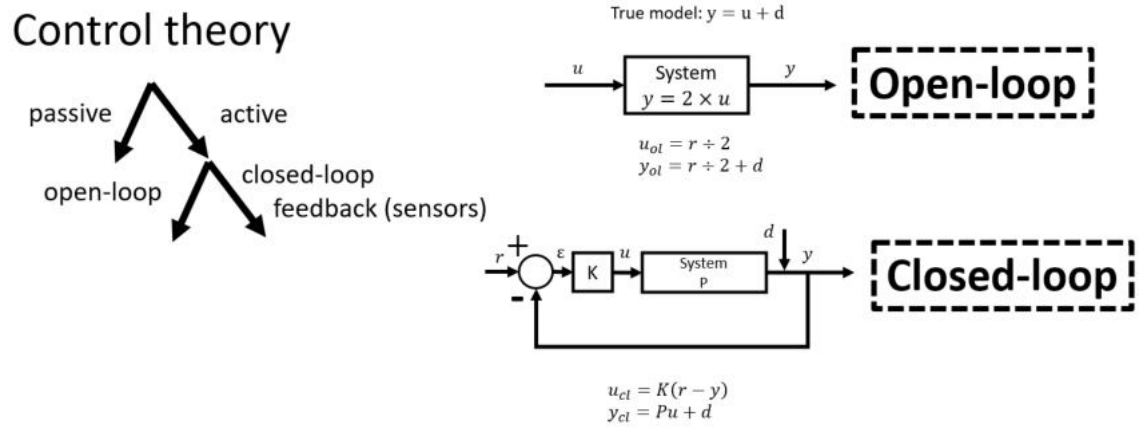 Control theory
passive
active
open-loop
closed-loop
feedback (sensors)
True model: y = u + d
u
System
y = 2 × u
y
Open-loop
u_ol = r ÷ 2
y_ol = r ÷ 2 + d
r
+
-
ε
K
u
System
P
d
y
Closed-loop
u_cl = K(r − y)
y_cl = Pu + d